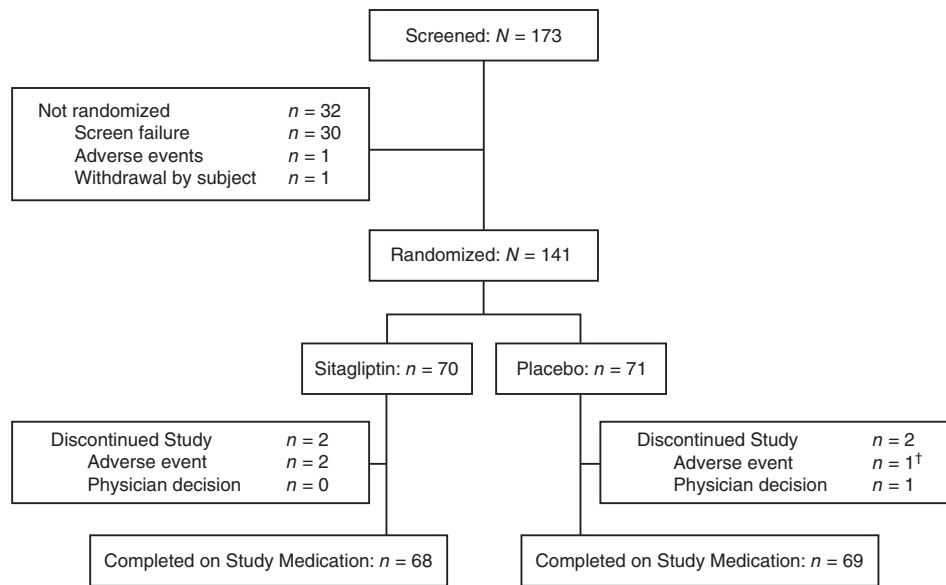 Screened: N = 173
Not randomized n = 32
Screen failure n = 30
Adverse events n = 1
Withdrawal by subject n = 1
Randomized: N = 141
Sitagliptin: n = 70
Placebo: n = 71
Discontinued Study n = 2
Adverse event n = 2
Physician decision n = 0
Discontinued Study n = 2
Adverse event n = 1†
Physician decision n = 1
Completed on Study Medication: n = 68
Completed on Study Medication: n = 69